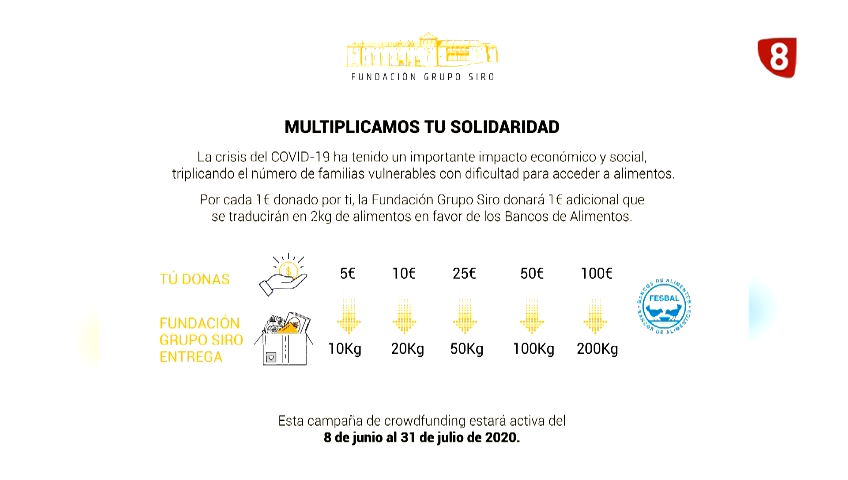 8
FUNDACIÓN GRUPO SIRO
MULTIPLICAMOS TU SOLIDARIDAD
La crisis del COVID-19 ha tenido un importante impacto económico y social,
triplicando el número de familias vulnerables con dificultad para acceder a alimentos.
Por cada 1€ donado por ti, la Fundación Grupo Siro donará 1€ adicional que
se traducirán en 2kg de alimentos en favor de los Bancos de Alimentos.
TÚ DONAS
$
5€ 10€ 25€ 50€ 100€
FUNDACIÓN
GRUPO SIRO
ENTREGA
10Kg 20Kg 50Kg 100Kg 200Kg
BANCOS DE ALIMENTOS
FESBAL
BANCOS DE ALIMENTOS
Esta campaña de crowdfunding estará activa del
8 de junio al 31 de julio de 2020.